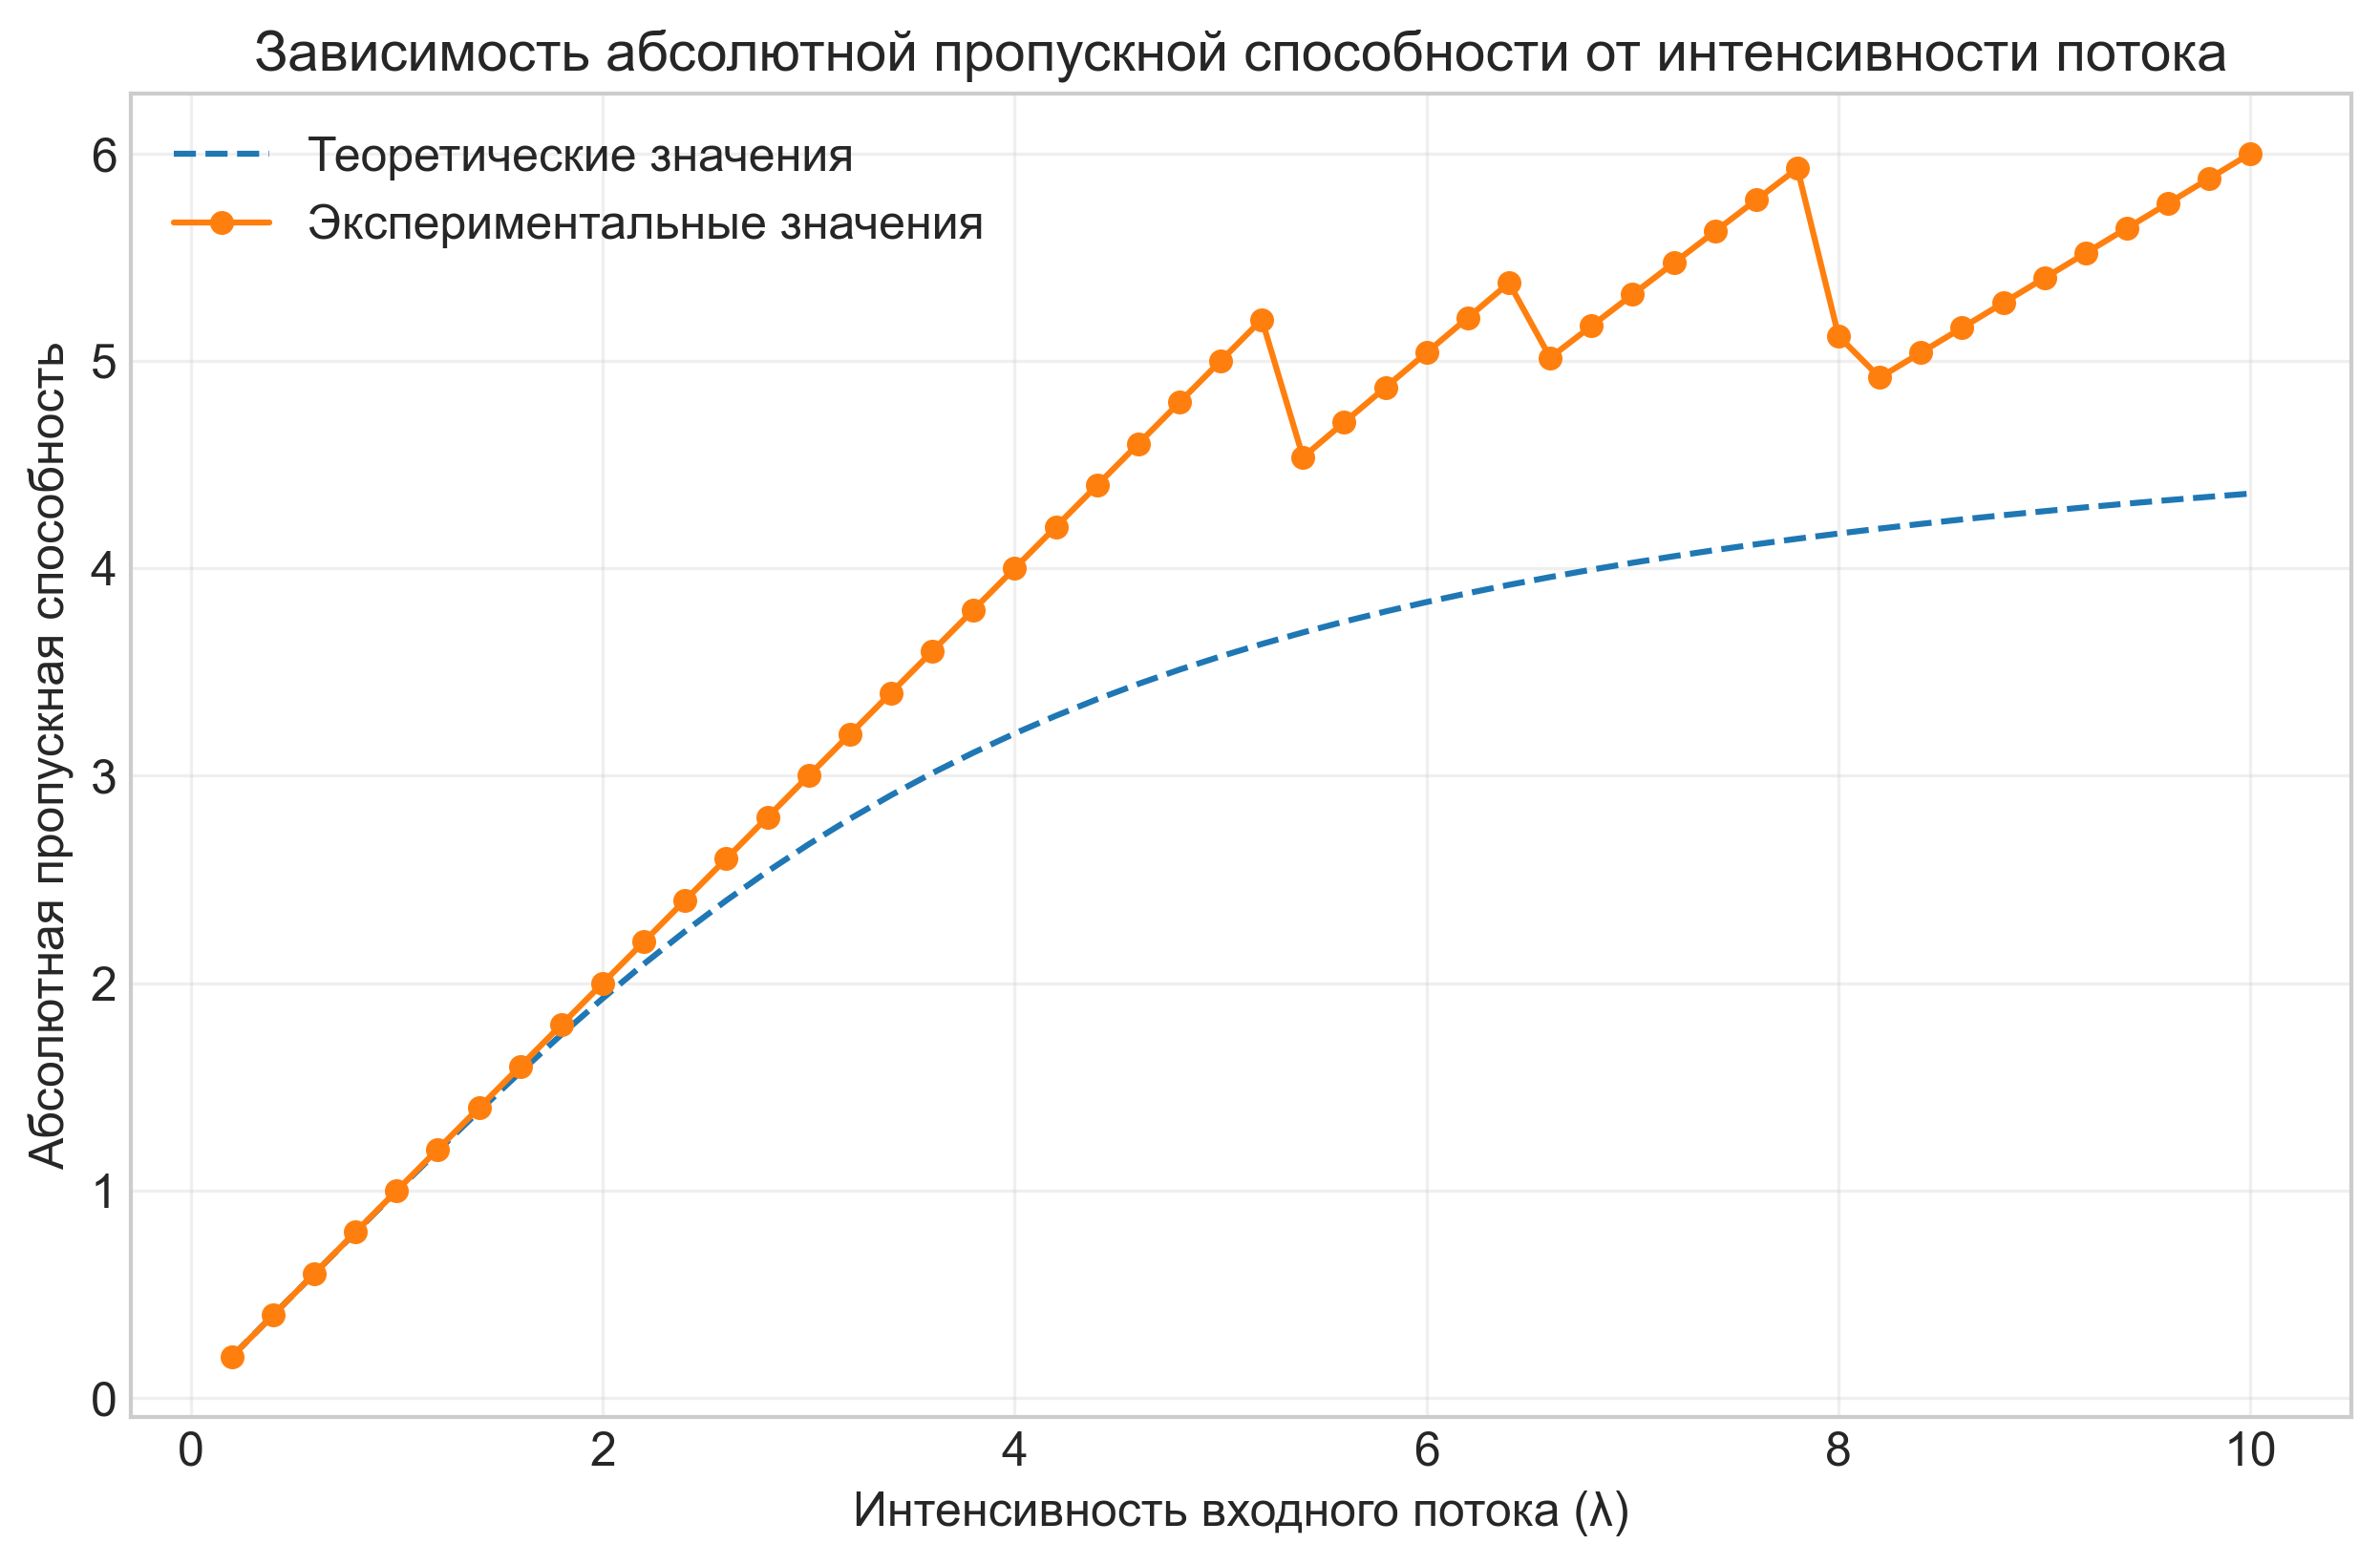 Зависимость абсолютной пропускной способности от интенсивности потока
Теоретические значения
Экспериментальные значения
Абсолютная пропускная способность
6
5
4
3
2
1
0
0 2 4 6 8 10
Интенсивность входного потока (λ)